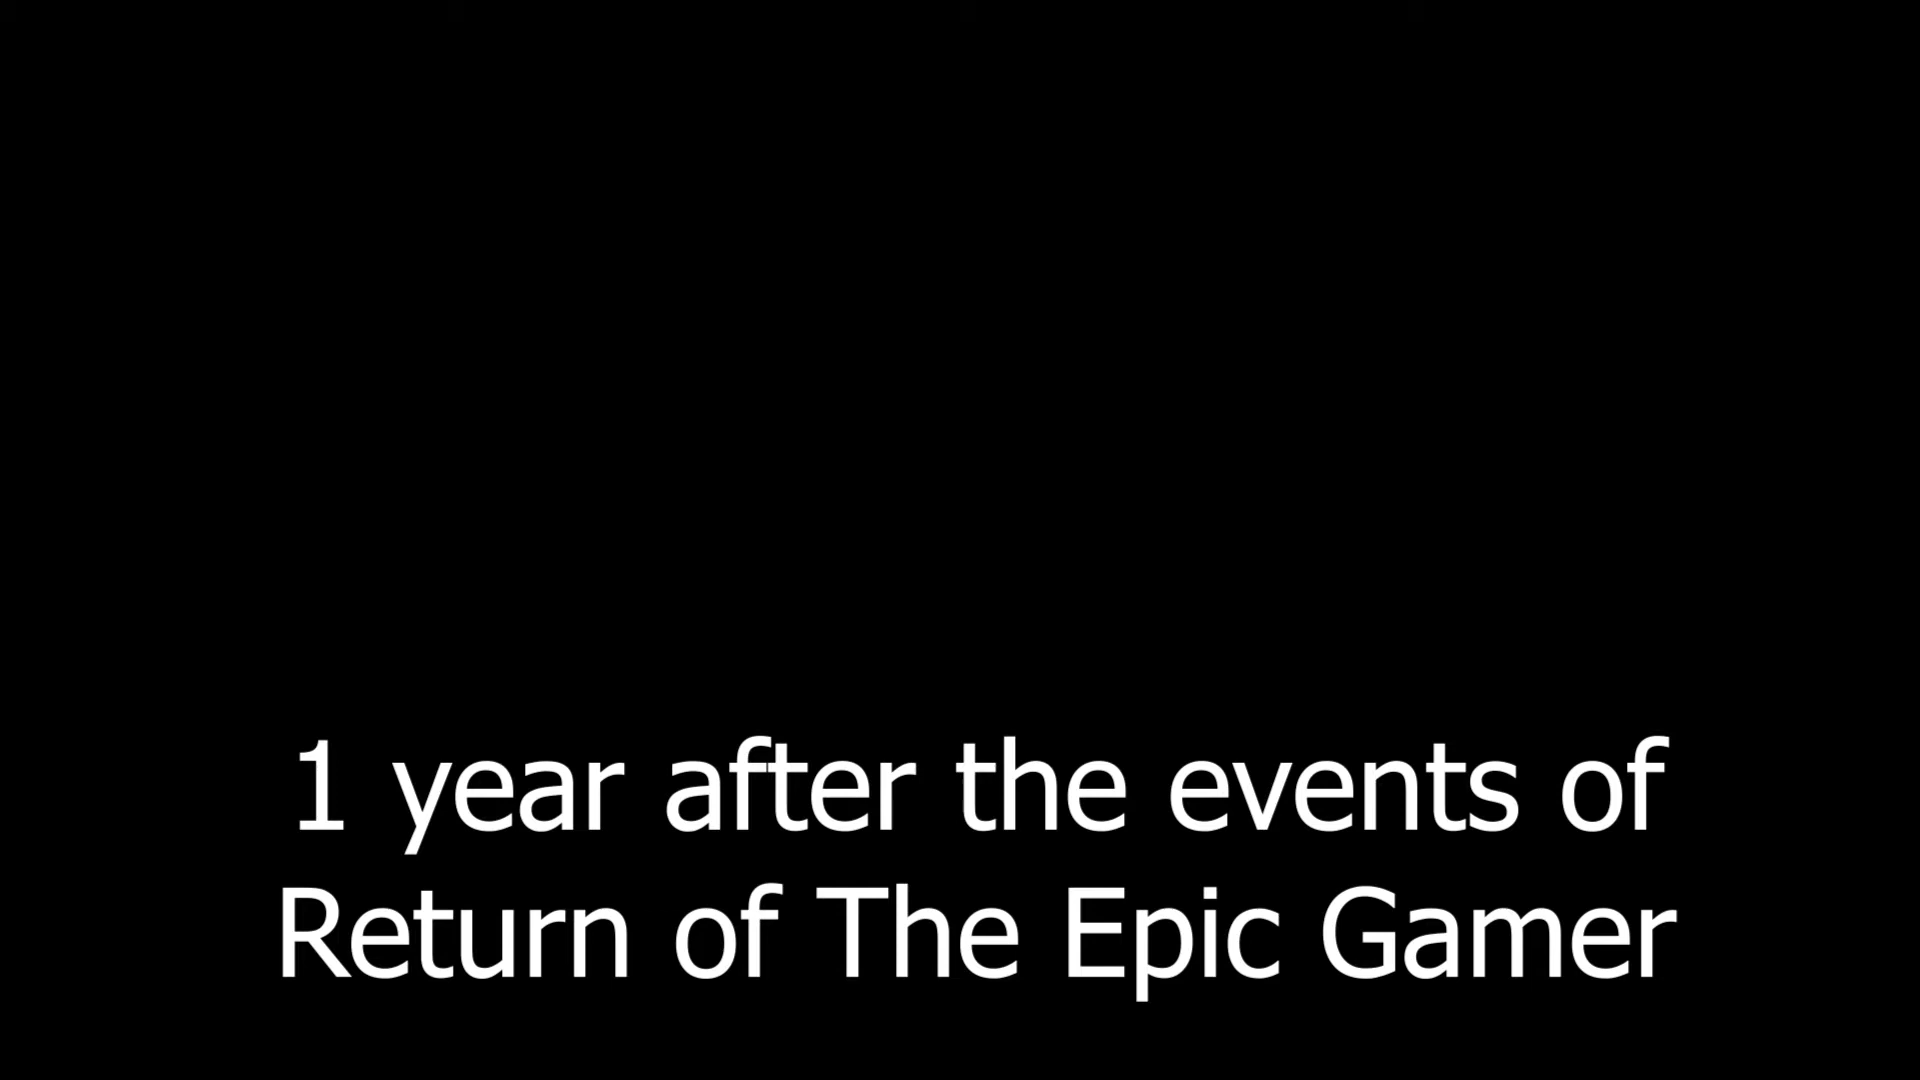 1 year after the events of
Return of The Epic Gamer